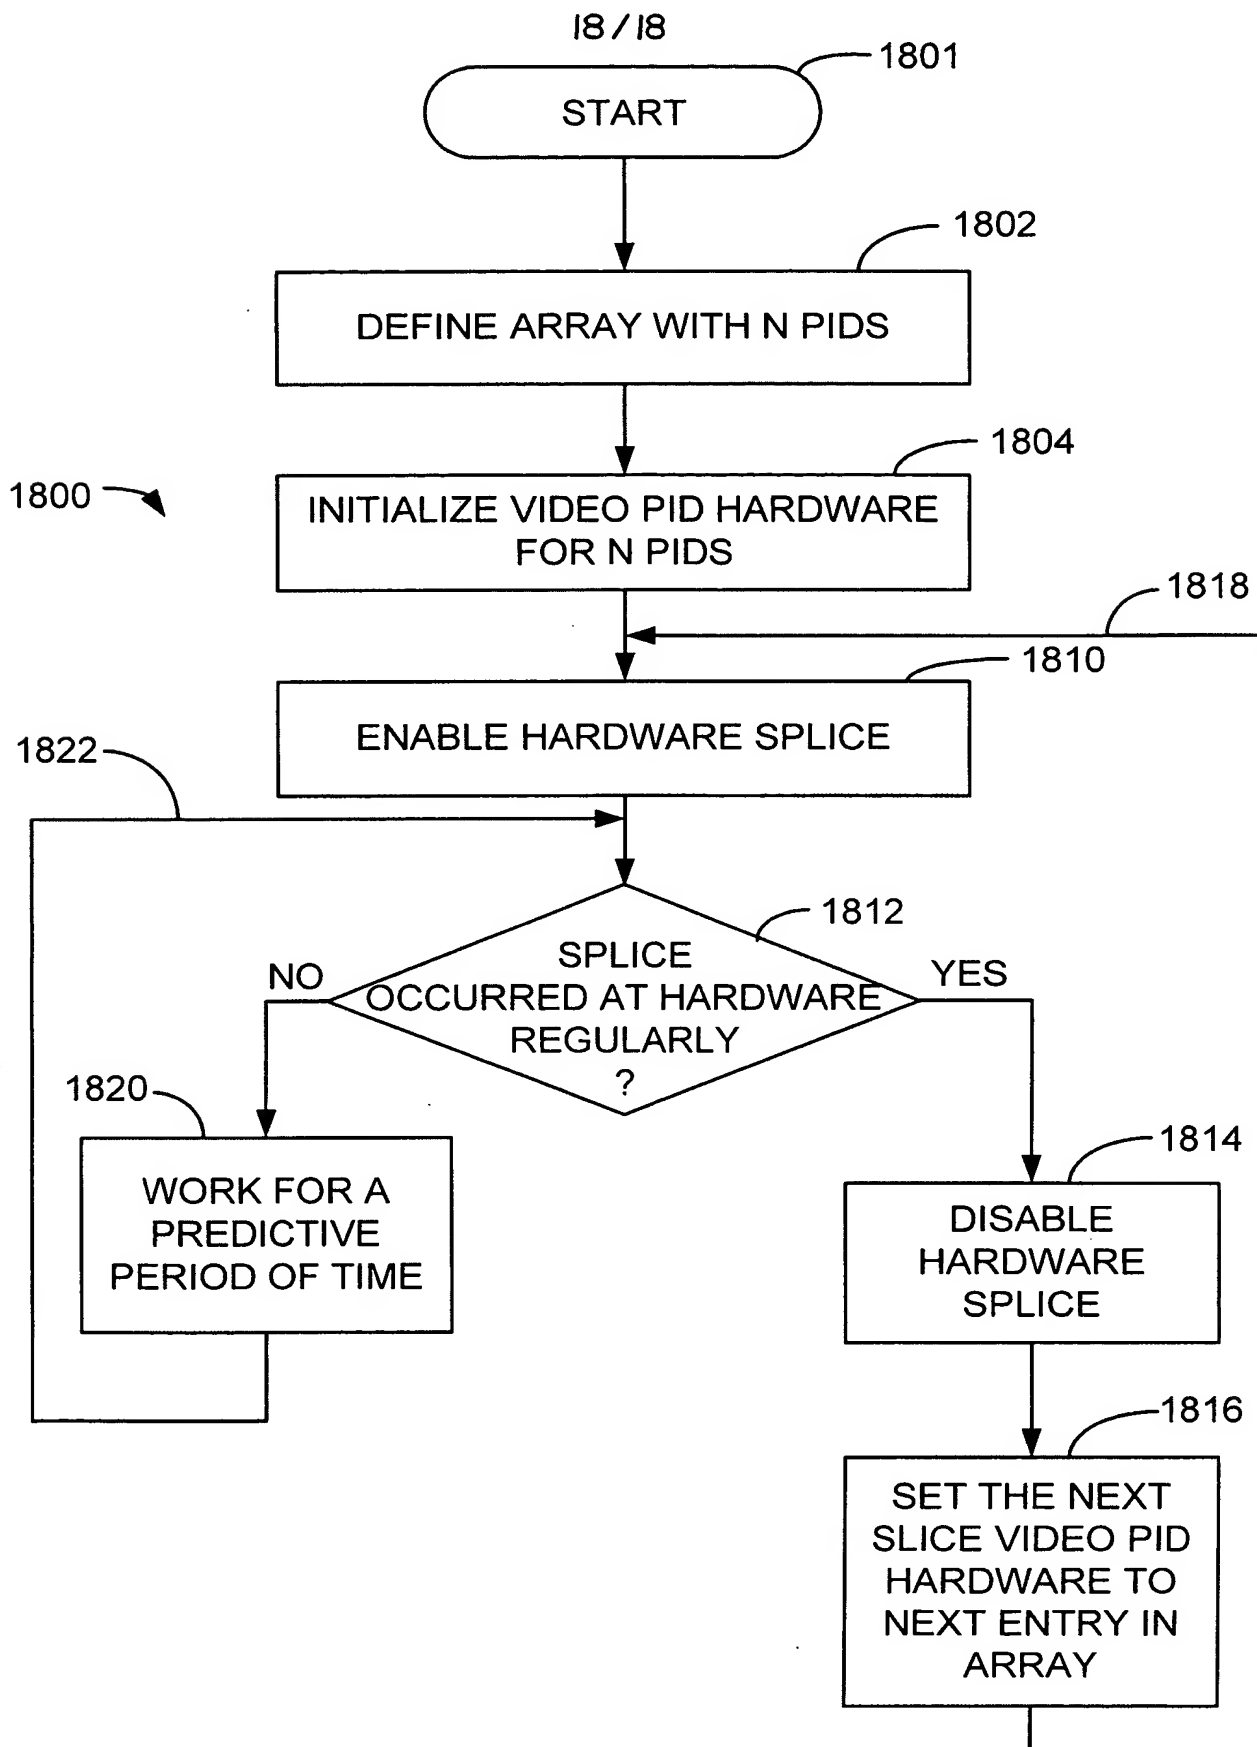 18/18
1801
START
1802
DEFINE ARRAY WITH N PIDS
1804
1800
INITIALIZE VIDEO PID HARDWARE
FOR N PIDS
1818
1810
ENABLE HARDWARE SPLICE
1822
1812
NO
SPLICE
OCCURRED AT HARDWARE
REGULARLY
?
YES
1820
WORK FOR A
PREDICTIVE
PERIOD OF TIME
1814
DISABLE
HARDWARE
SPLICE
1816
SET THE NEXT
SLICE VIDEO PID
HARDWARE TO
NEXT ENTRY IN
ARRAY